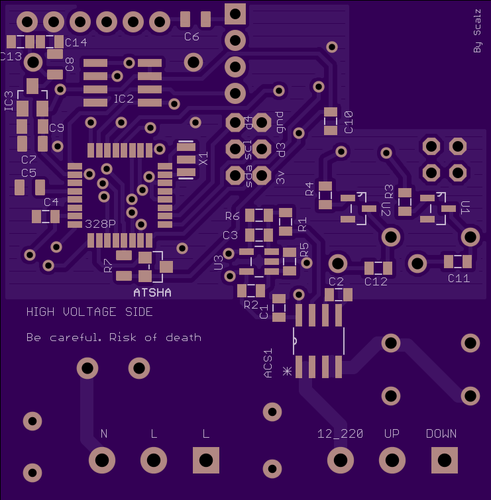 By Scalz
C6
C14
C13
C8
IC3
IC2
C9
C7
C5
C4
328P
X1
d4 gnd
scl d3
sda 3v
C10
R4
R3
U2
U1
R6
R1
C3
R5
U3
R7
ATSHA
R2
C1
C2
C12
C11
HIGH VOLTAGE SIDE
Be careful. Risk of death
ACS1
N L L 12_220 UP DOWN